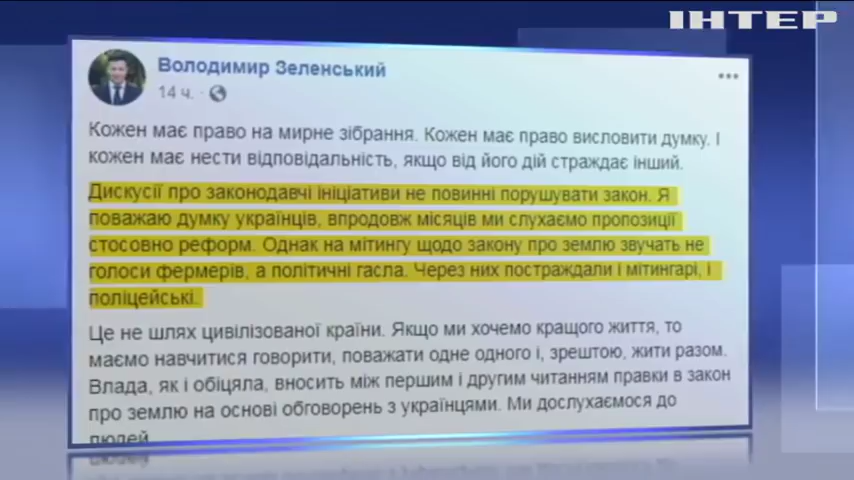 ІНТЕР
Володимир Зеленський
14 ч.
Кожен має право на мирне зібрання. Кожен має право висловити думку. І
кожен має нести відповідальність, якщо від його дій страждає інший.
Дискусії про законодавчі ініціативи не повинні порушувати закон. Я
поважаю думку українців, впродовж місяців ми слухаємо пропозиції
стосовно реформ. Однак на мітингу щодо закону про землю звучать не
голоси фермерів, а політичні гасла. Через них постраждали і мітингарі, і
поліцейські.
Це не шлях цивілізованої країни. Якщо ми хочемо кращого життя, то
маємо навчитися говорити, поважати одне одного і, зрештою, жити разом.
Влада, як і обіцяла, вносить між першим і другим читанням правки в закон
про землю на основі обговорень з українцями. Ми дослухаємося до
людей.